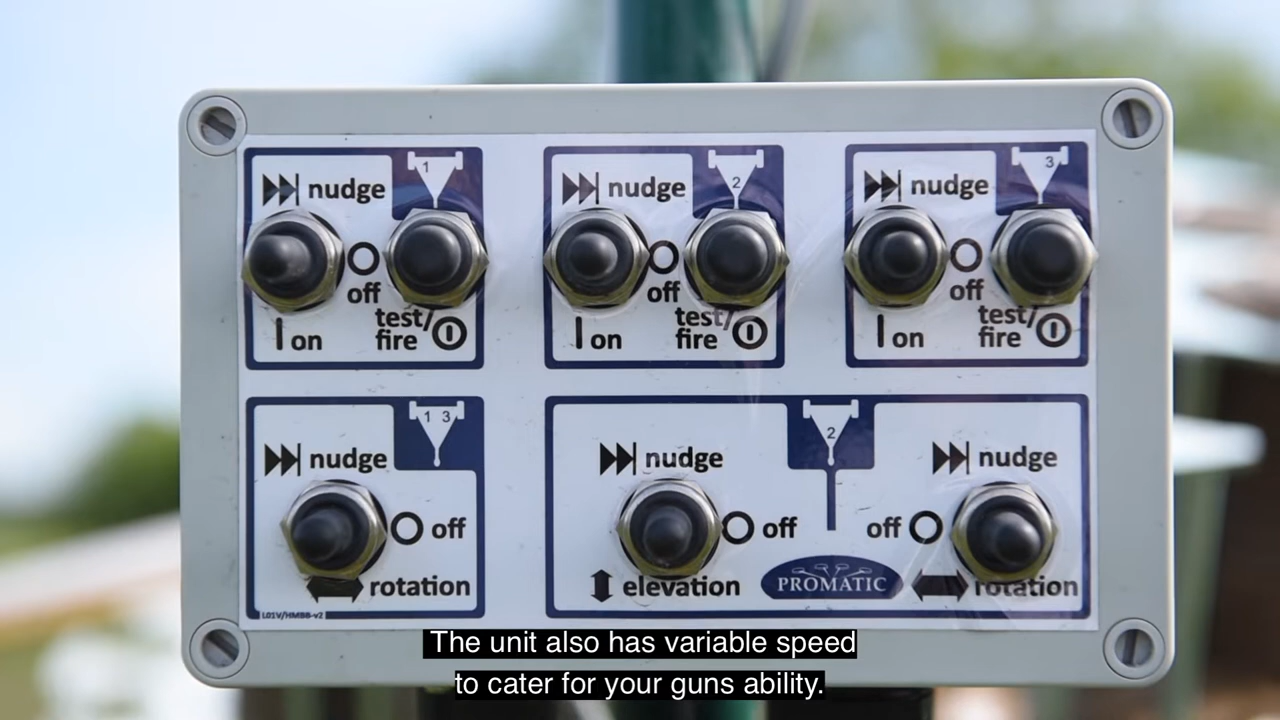 1
nudge
off
on
test/
fire
2
nudge
off
on
test/
fire
3
nudge
off
on
test/
fire
1 3
nudge
off
rotation
L01V/HMBB-v2
2
nudge
nudge
off
off
elevation
PROMATIC
rotation
The unit also has variable speed
to cater for your guns ability.